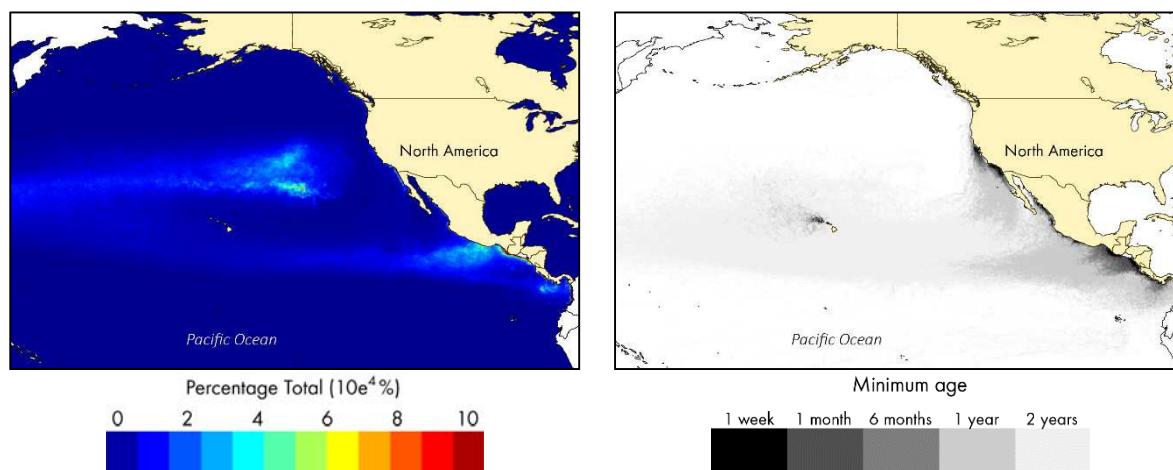 North America
Pacific Ocean
Percentage Total (10e⁴%)
0 2 4 6 8 10
North America
Pacific Ocean
Minimum age
1 week 1 month 6 months 1 year 2 years